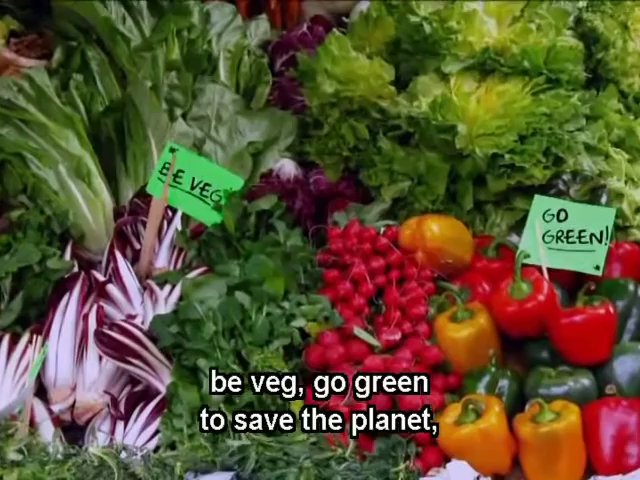 BE VEG
GO
GREEN!
be veg, go green
to save the planet,